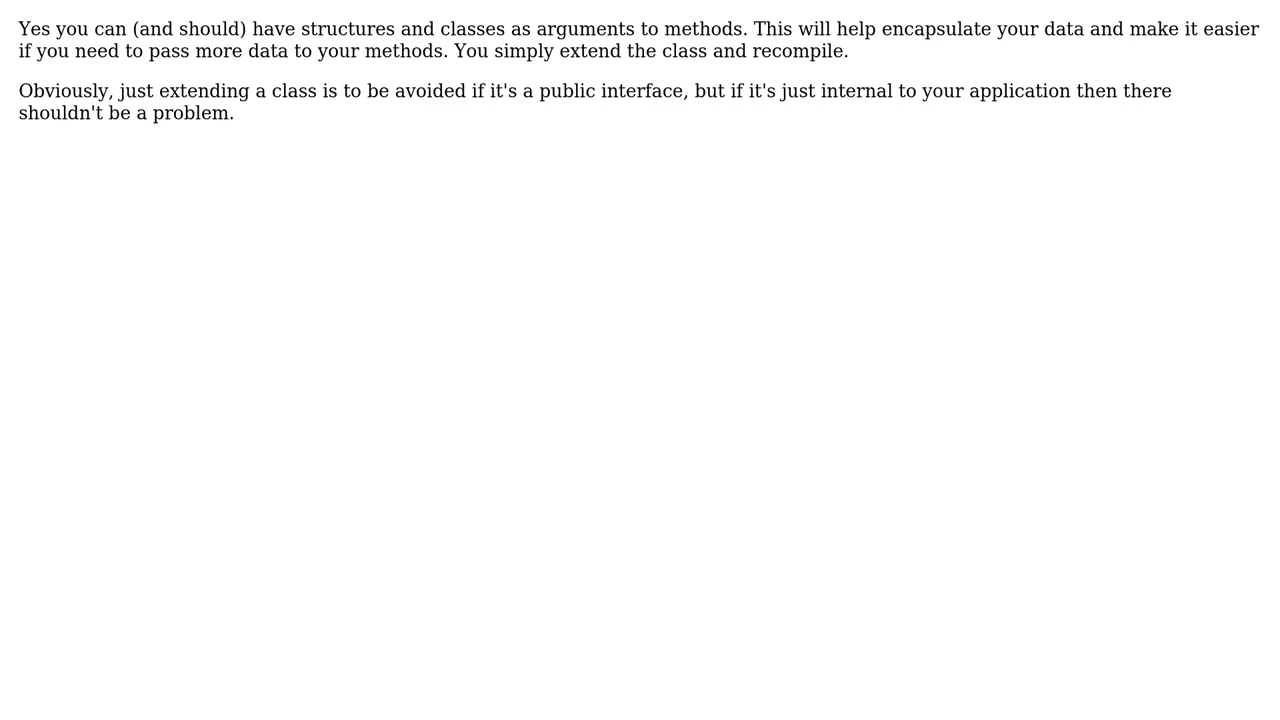 Yes you can (and should) have structures and classes as arguments to methods. This will help encapsulate your data and make it easier
if you need to pass more data to your methods. You simply extend the class and recompile.
Obviously, just extending a class is to be avoided if it's a public interface, but if it's just internal to your application then there
shouldn't be a problem.